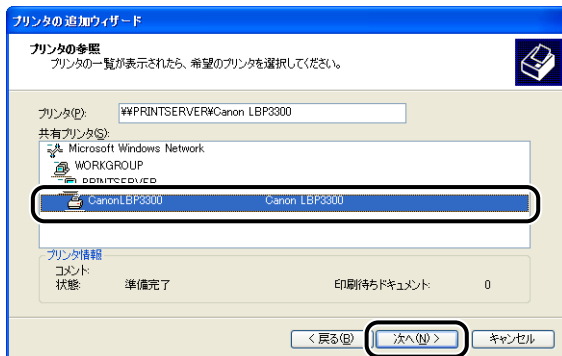 プリンタの追加ウィザード
プリンタの参照
プリンタの一覧が表示されたら、希望のプリンタを選択してください。
プリンタ(P): ¥¥PRINTSERVER¥Canon LBP3300
共有プリンタ(S):
Microsoft Windows Network
WORKGROUP
PRINTSERVER
CanonLBP3300 Canon LBP3300
プリンタ情報
コメント:
状態: 準備完了 印刷待ちドキュメント: 0
< 戻る(B) 次へ(N) > キャンセル